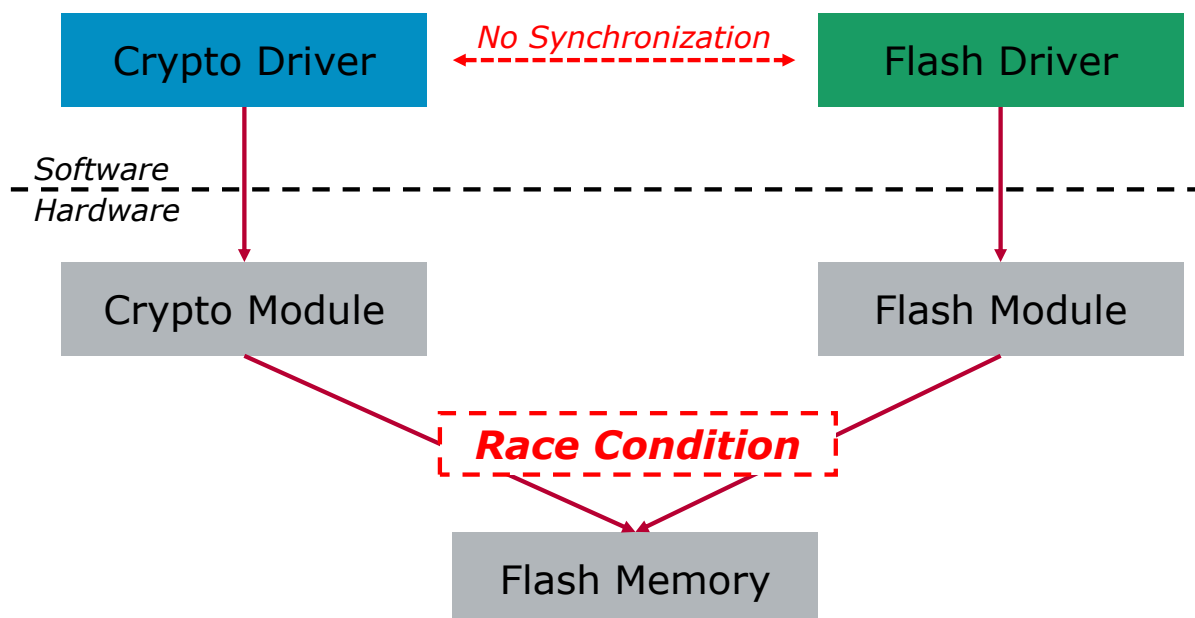 Crypto Driver
No Synchronization
Flash Driver
Software
Hardware
Crypto Module
Flash Module
Race Condition
Flash Memory